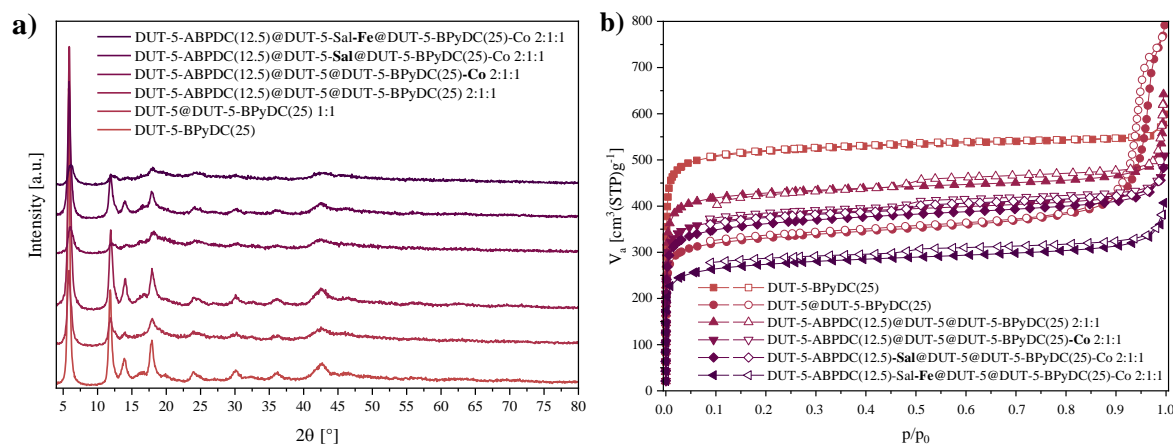 a)
DUT-5-ABPDC(12.5)@DUT-5-Sal-Fe@DUT-5-BPyDC(25)-Co 2:1:1
DUT-5-ABPDC(12.5)@DUT-5-Sal@DUT-5-BPyDC(25)-Co 2:1:1
DUT-5-ABPDC(12.5)@DUT-5@DUT-5-BPyDC(25)-Co 2:1:1
DUT-5-ABPDC(12.5)@DUT-5@DUT-5-BPyDC(25) 2:1:1
DUT-5@DUT-5-BPyDC(25) 1:1
DUT-5-BPyDC(25)
Intensity [a.u.]
5 10 15 20 25 30 35 40 45 50 55 60 65 70 75 80
2θ [°]
b)
800
700
600
500
400
300
200
100
0
Vₐ [cm³(STP)g⁻¹]
DUT-5-BPyDC(25)
DUT-5@DUT-5-BPyDC(25)
DUT-5-ABPDC(12.5)@DUT-5@DUT-5-BPyDC(25) 2:1:1
DUT-5-ABPDC(12.5)@DUT-5@DUT-5-BPyDC(25)-Co 2:1:1
DUT-5-ABPDC(12.5)-Sal@DUT-5@DUT-5-BPyDC(25)-Co 2:1:1
DUT-5-ABPDC(12.5)-Sal-Fe@DUT-5@DUT-5-BPyDC(25)-Co 2:1:1
0.0 0.1 0.2 0.3 0.4 0.5 0.6 0.7 0.8 0.9 1.0
p/p₀